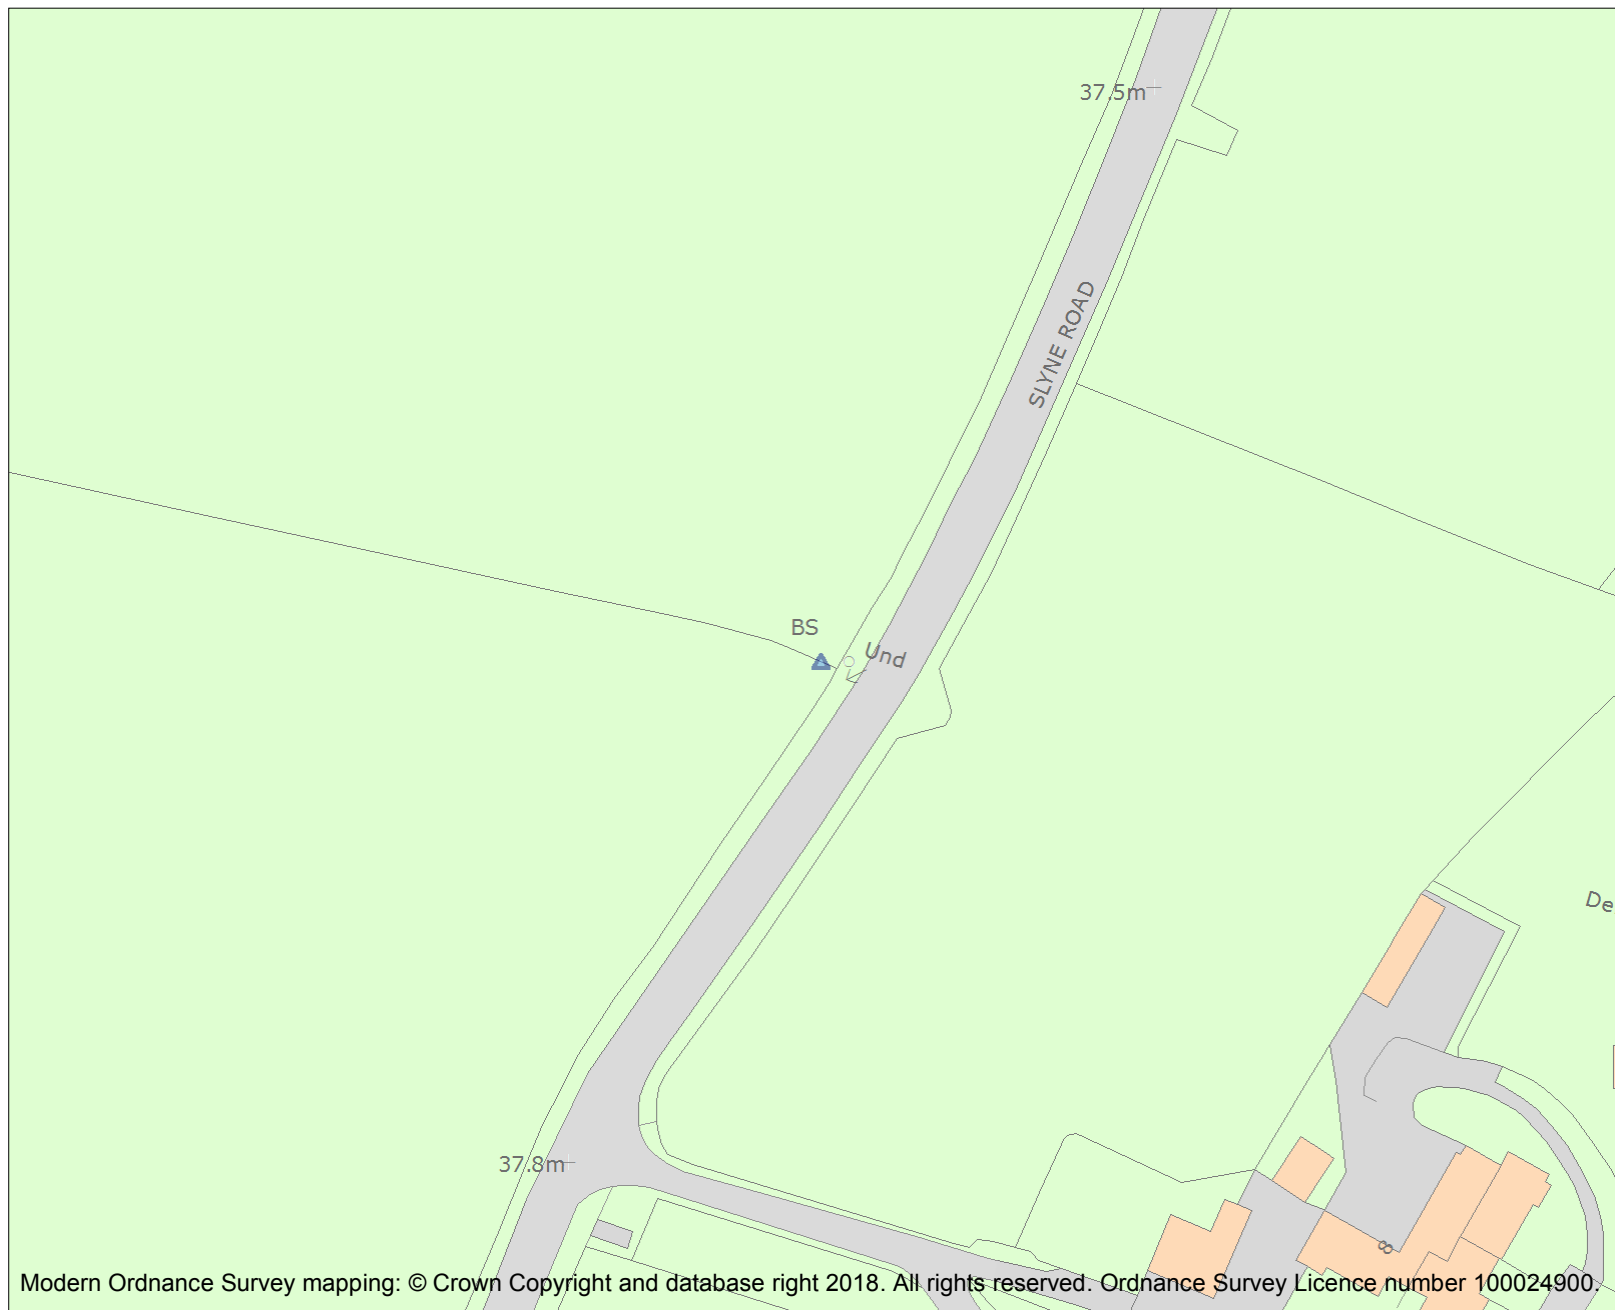 37.5m
SLYNE ROAD
BS
Und
De
37.8m
8
Modern Ordnance Survey mapping: © Crown Copyright and database right 2018. All rights reserved. Ordnance Survey Licence number 100024900.